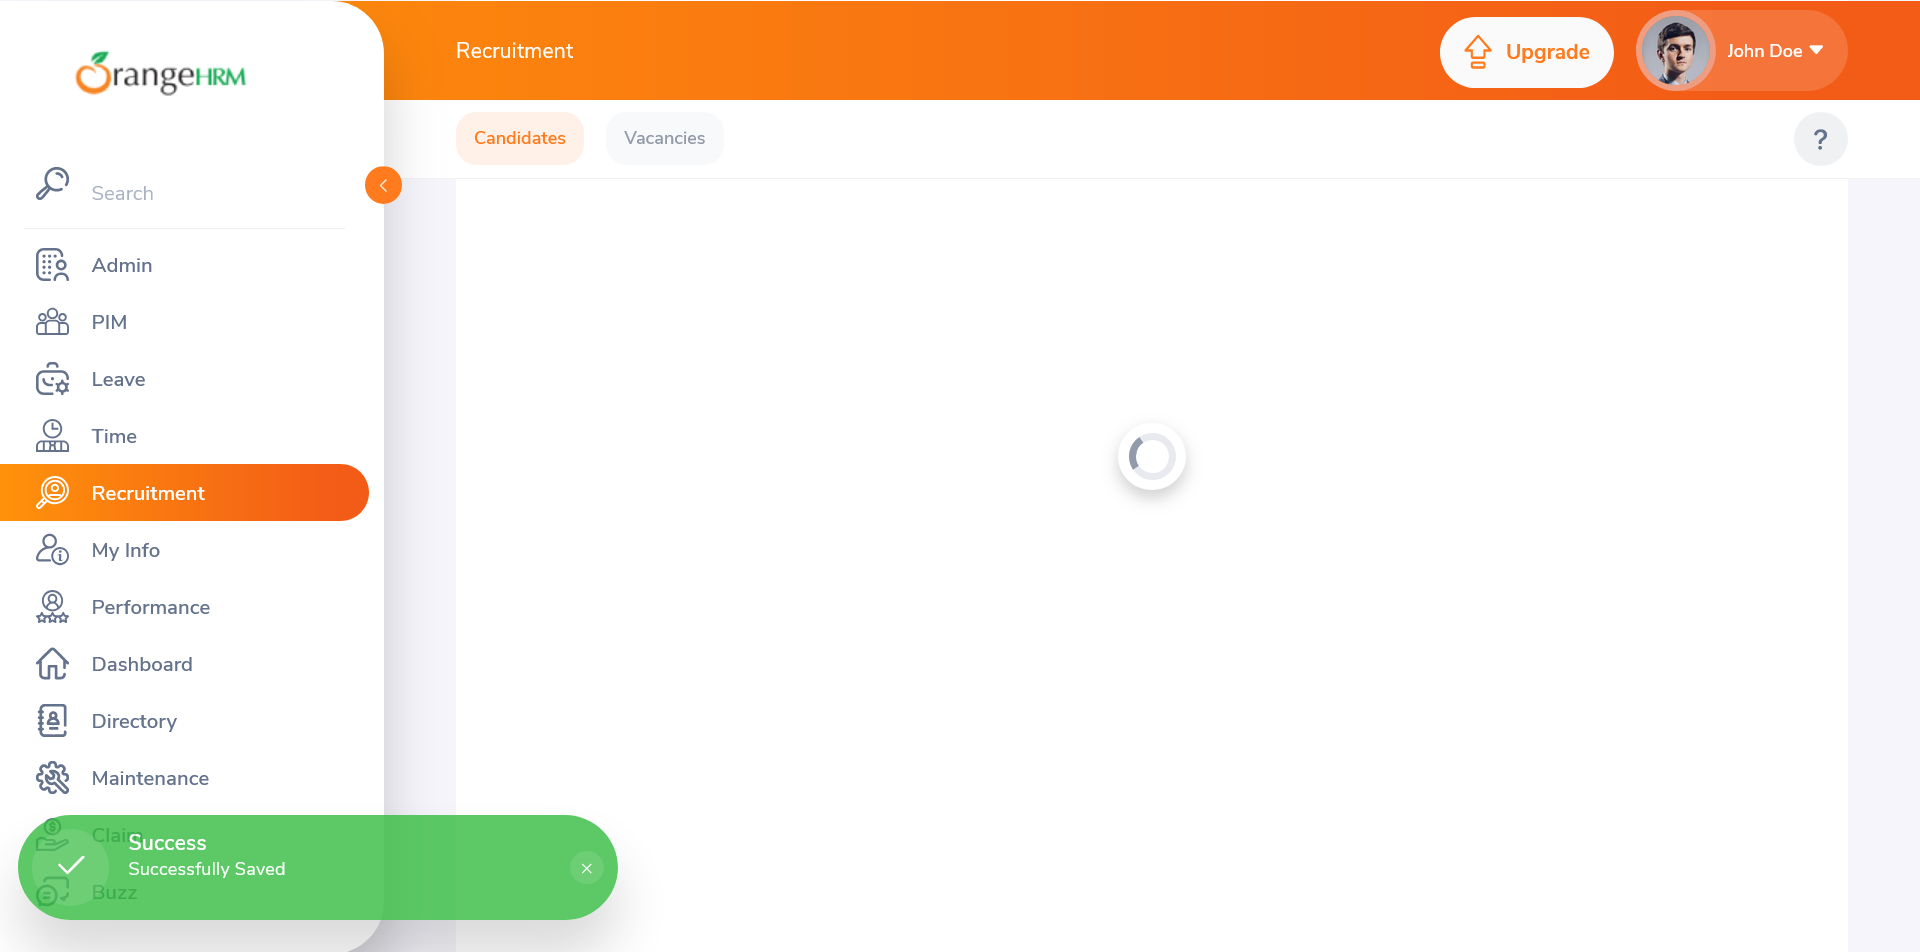 OrangeHRM
Recruitment
Upgrade
John Doe
Candidates
Vacancies
?
Search
Admin
PIM
Leave
Time
Recruitment
My Info
Performance
Dashboard
Directory
Maintenance
Claim
Success
Successfully Saved
Buzz